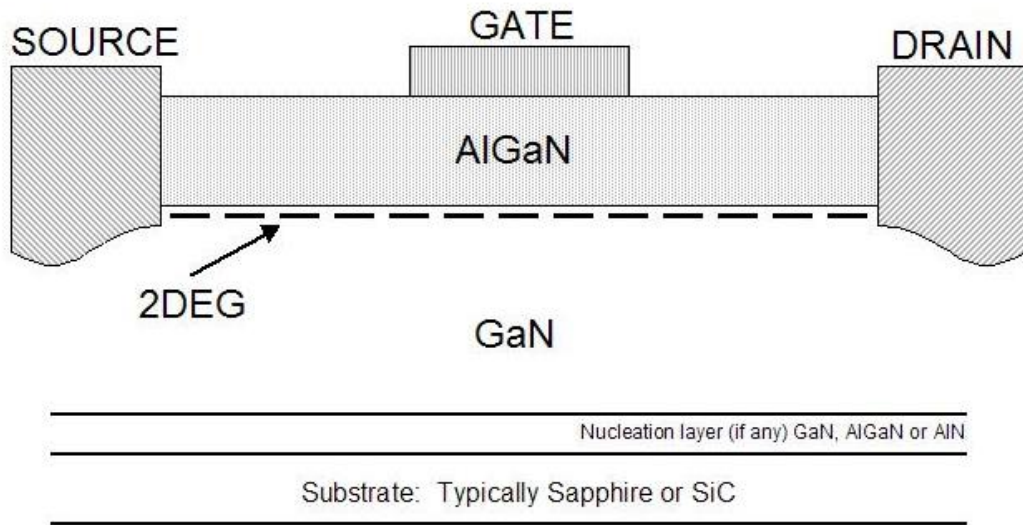 SOURCE
GATE
DRAIN
AlGaN
2DEG
GaN
Nucleation layer (if any) GaN, AlGaN or AlN
Substrate: Typically Sapphire or SiC